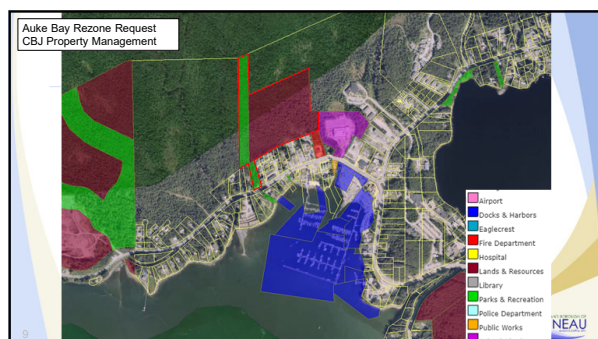 Auke Bay Rezone Request
CBJ Property Management
Airport
Docks & Harbors
Eaglecrest
Fire Department
Hospital
Lands & Resources
Library
Parks & Recreation
Police Department
Public Works
NEAU
9